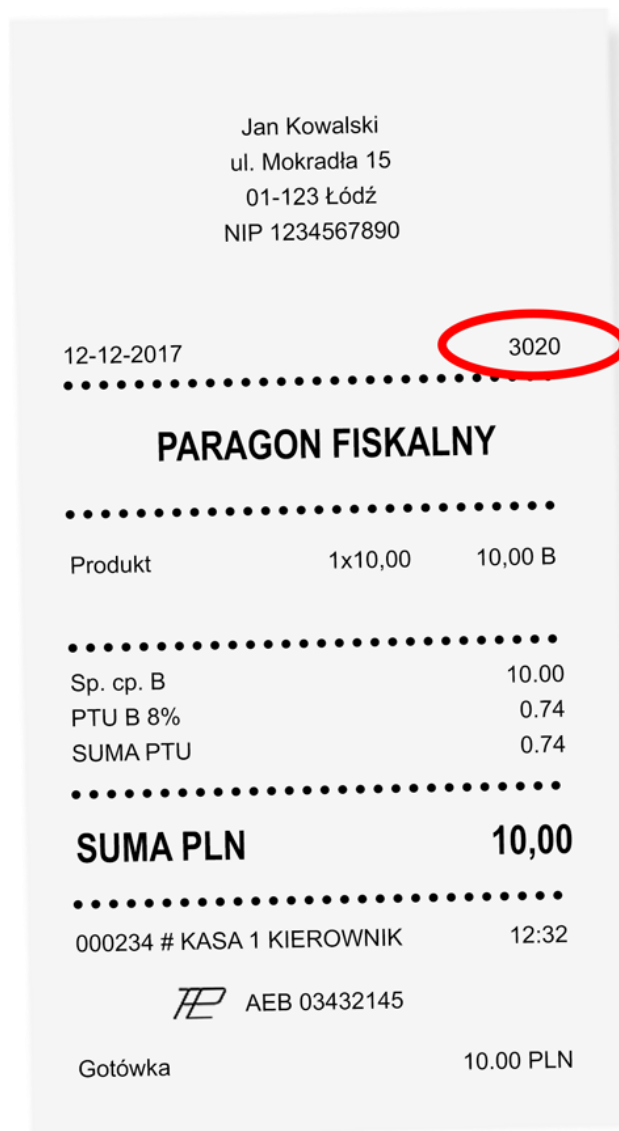 Jan Kowalski
ul. Mokradła 15
01-123 Łódź
NIP 1234567890
12-12-2017 3020
PARAGON FISKALNY
Produkt 1x10,00 10,00 B
Sp. cp. B 10.00
PTU B 8% 0.74
SUMA PTU 0.74
SUMA PLN 10,00
000234 # KASA 1 KIEROWNIK 12:32
AEB 03432145
Gotówka 10.00 PLN